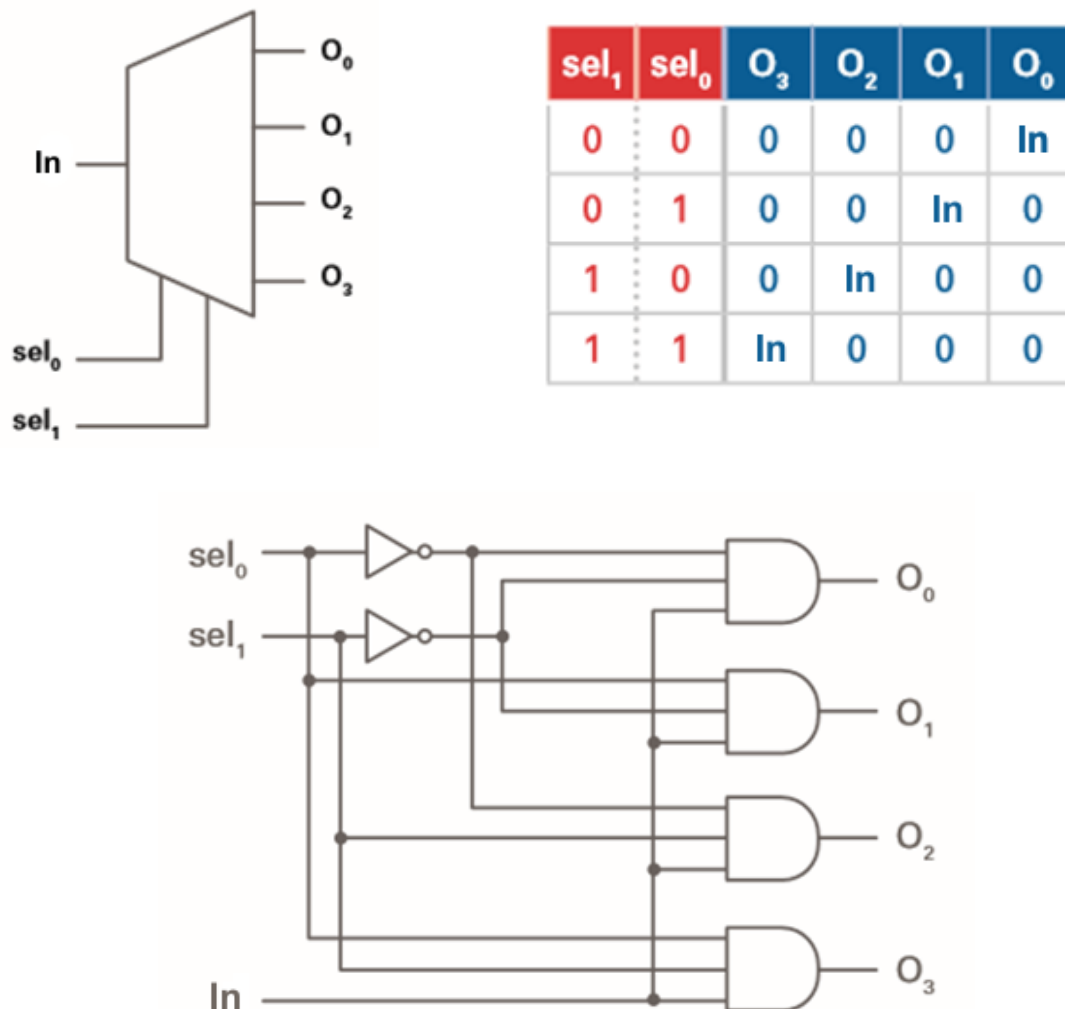 O₀
O₁
In
O₂
O₃
sel₀
sel₁
sel₁ sel₀ O₃ O₂ O₁ O₀
0 0 0 0 0 In
0 1 0 0 In 0
1 0 0 In 0 0
1 1 In 0 0 0
sel₀
O₀
sel₁
O₁
O₂
O₃
In